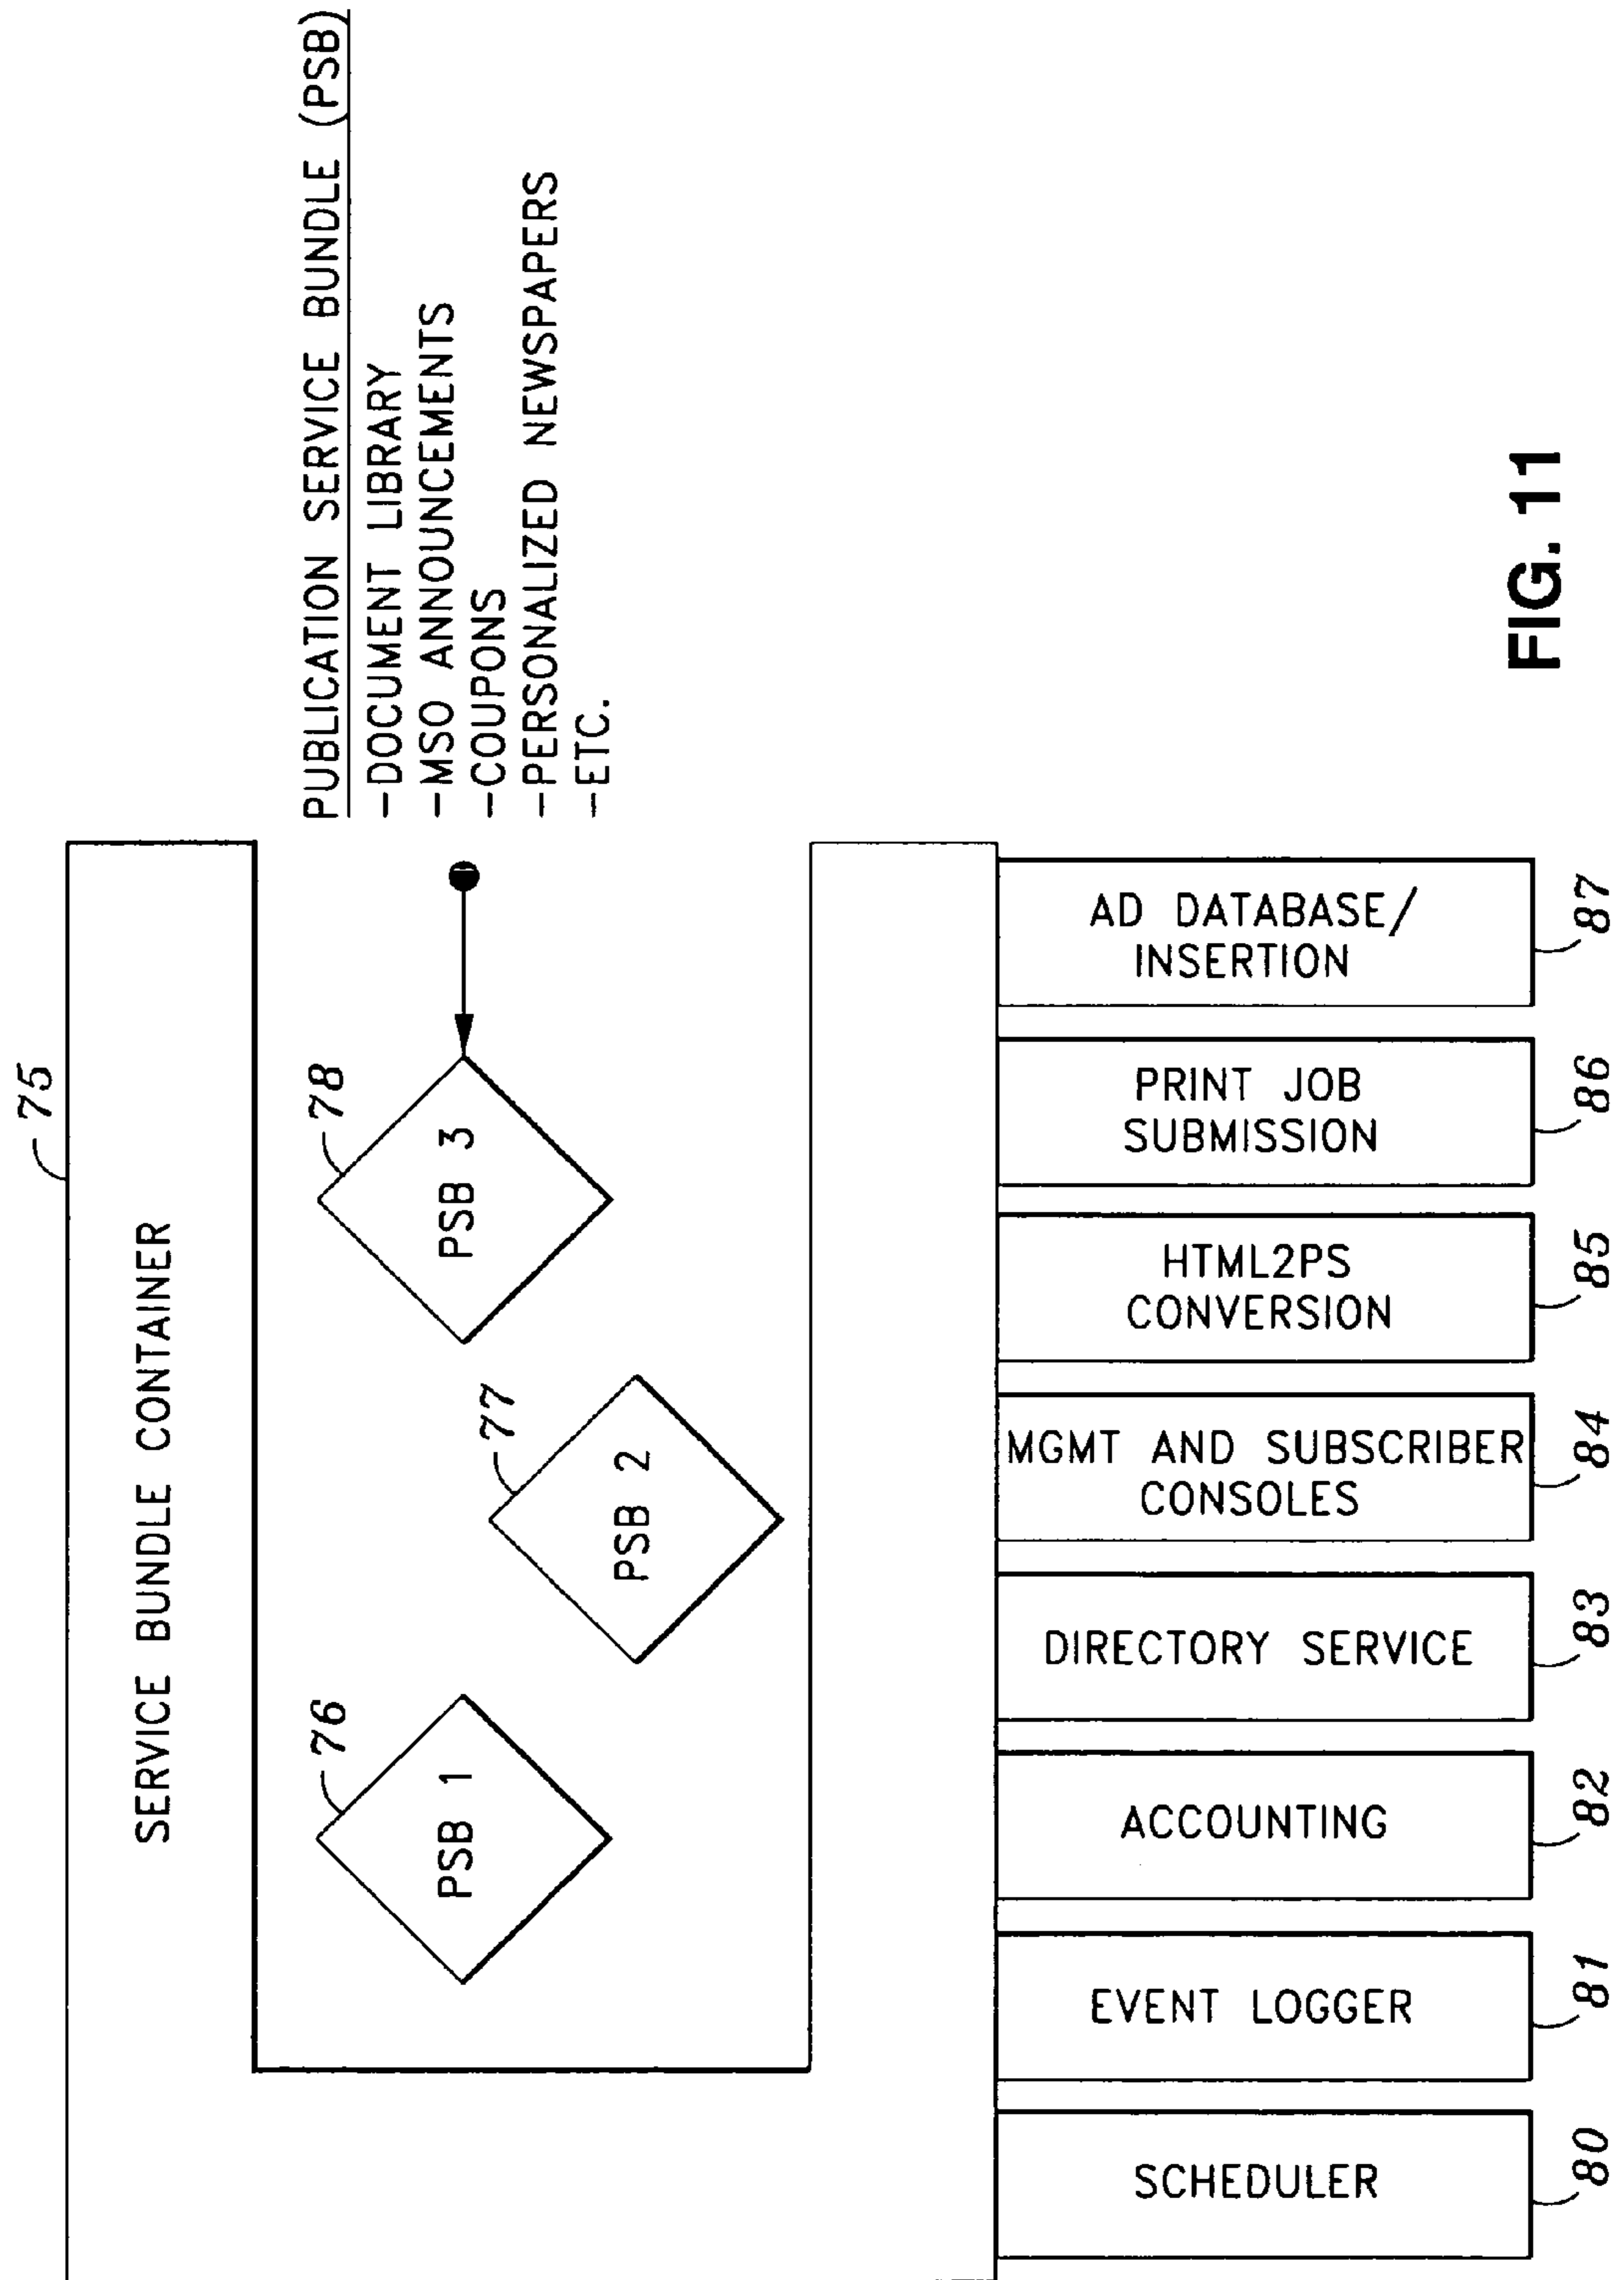 75
SERVICE BUNDLE CONTAINER
76
PSB 1
77
PSB 2
78
PSB 3
PUBLICATION SERVICE BUNDLE (PSB)
-DOCUMENT LIBRARY
-MSO ANNOUNCEMENTS
-COUPONS
-PERSONALIZED NEWSPAPERS
-ETC.
SCHEDULER
80
EVENT LOGGER
81
ACCOUNTING
82
DIRECTORY SERVICE
83
MGMT AND SUBSCRIBER
CONSOLES
84
HTML2PS
CONVERSION
85
PRINT JOB
SUBMISSION
86
AD DATABASE/
INSERTION
87
FIG. 11